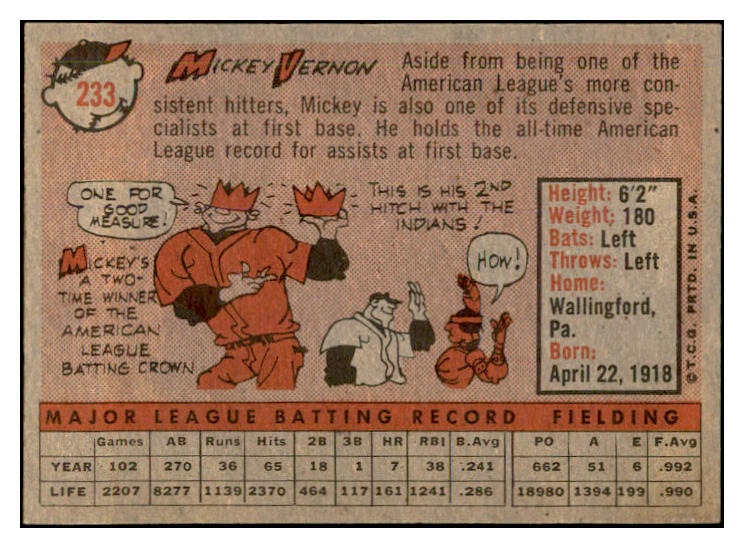 233
MICKEY VERNON
Aside from being one of the
American League's more con-
sistent hitters, Mickey is also one of its defensive spe-
cialists at first base. He holds the all-time American
League record for assists at first base.
ONE FOR
GOOD
MEASURE!
THIS IS HIS 2ND
HITCH WITH THE
INDIANS!
HOW!
MICKEY'S
A TWO-
TIME WINNER
OF THE
AMERICAN
LEAGUE
BATTING CROWN
Height: 6'2"
Weight: 180
Bats: Left
Throws: Left
Home:
Wallingford,
Pa.
Born:
April 22, 1918
©T.C.G. PRTD. IN U.S.A.
MAJOR LEAGUE BATTING RECORD FIELDING
Games AB Runs Hits 2B 3B HR RBI B.Avg PO A E F.Avg
YEAR 102 270 36 65 18 1 7 38 .241 662 51 6 .992
LIFE 2207 8277 1139 2370 464 117 161 1241 .286 18980 1394 199 .990